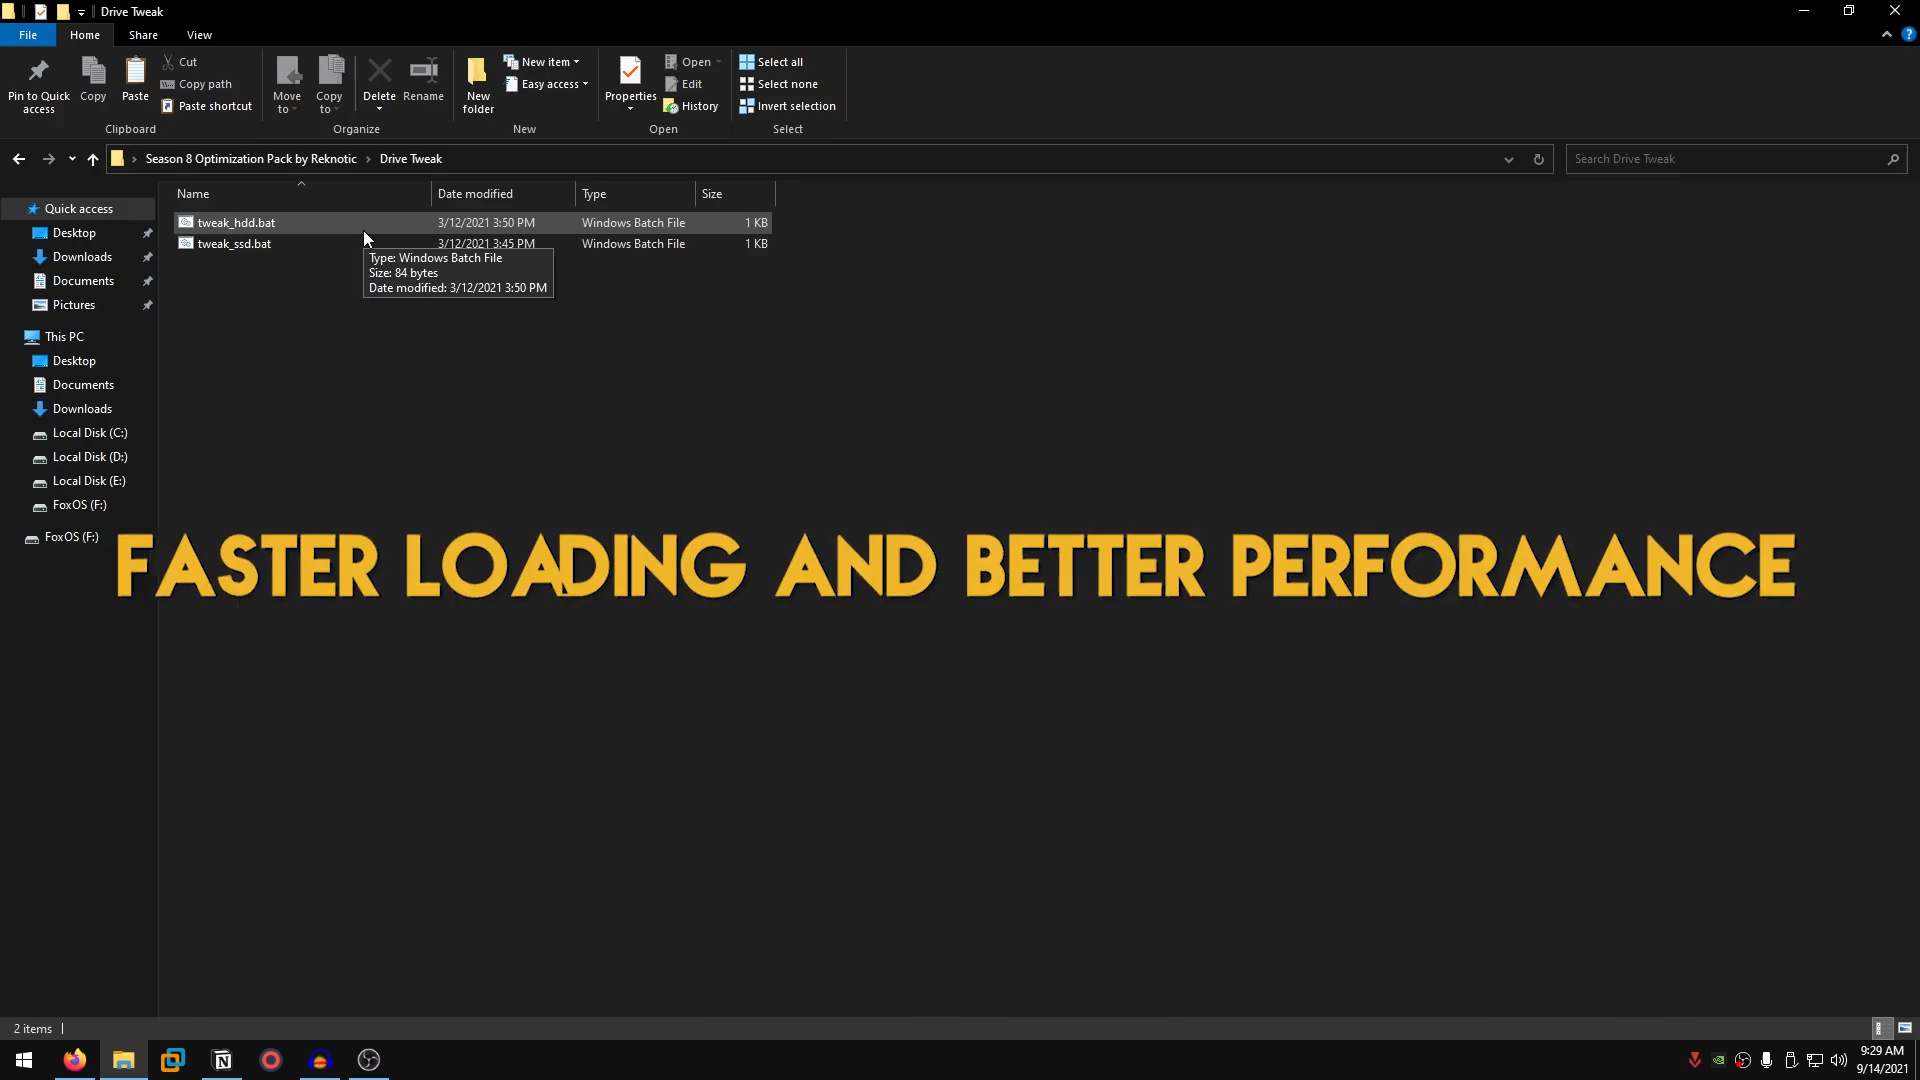 Drive Tweak
File Home Share View
Pin to Quick access
Copy
Paste
Cut
Copy path
Paste shortcut
Clipboard
Move to
Copy to
Delete
Rename
Organize
New folder
New item
Easy access
New
Properties
Open
Edit
History
Open
Select all
Select none
Invert selection
Select
Season 8 Optimization Pack by Reknotic > Drive Tweak
Search Drive Tweak
Name Date modified Type Size
tweak_hdd.bat 3/12/2021 3:50 PM Windows Batch File 1 KB
tweak_ssd.bat 3/12/2021 3:45 PM Windows Batch File 1 KB
Type: Windows Batch File
Size: 84 bytes
Date modified: 3/12/2021 3:50 PM
Quick access
Desktop
Downloads
Documents
Pictures
This PC
Desktop
Documents
Downloads
Local Disk (C:)
Local Disk (D:)
Local Disk (E:)
FoxOS (F:)
FoxOS (F:)
FASTER LOADING AND BETTER PERFORMANCE
2 items
9:29 AM
9/14/2021